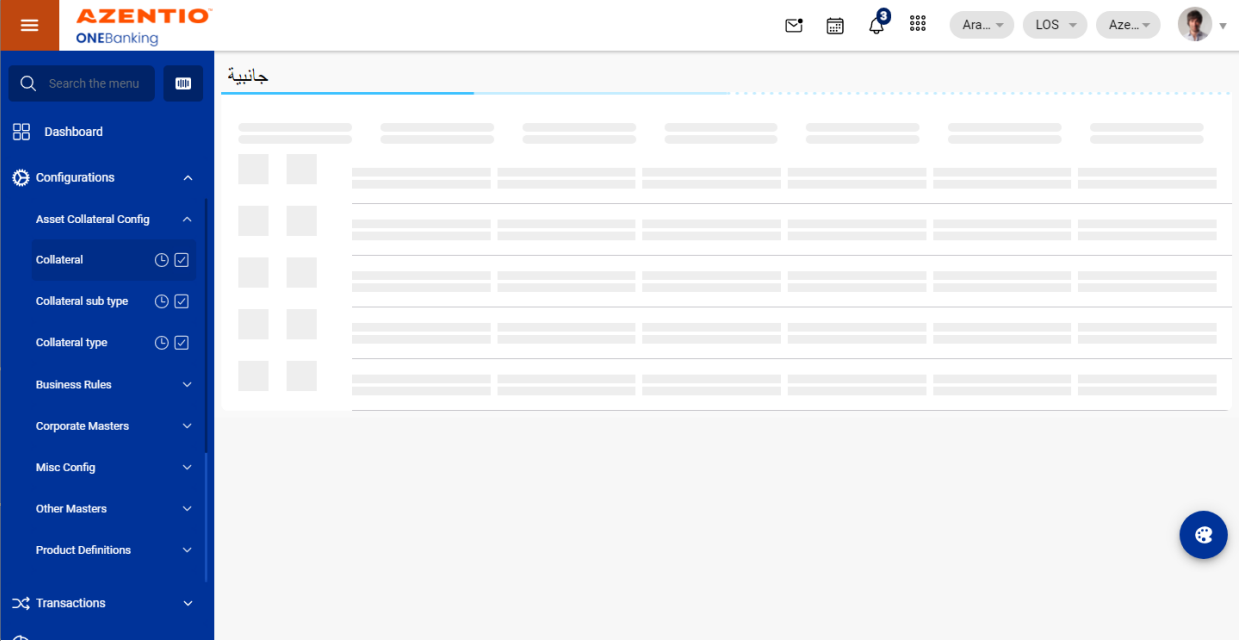 AZENTIO
ONEBanking
3
Ara...
LOS
Aze...
Search the menu
جانبية
Dashboard
Configurations
Asset Collateral Config
Collateral
Collateral sub type
Collateral type
Business Rules
Corporate Masters
Misc Config
Other Masters
Product Definitions
Transactions